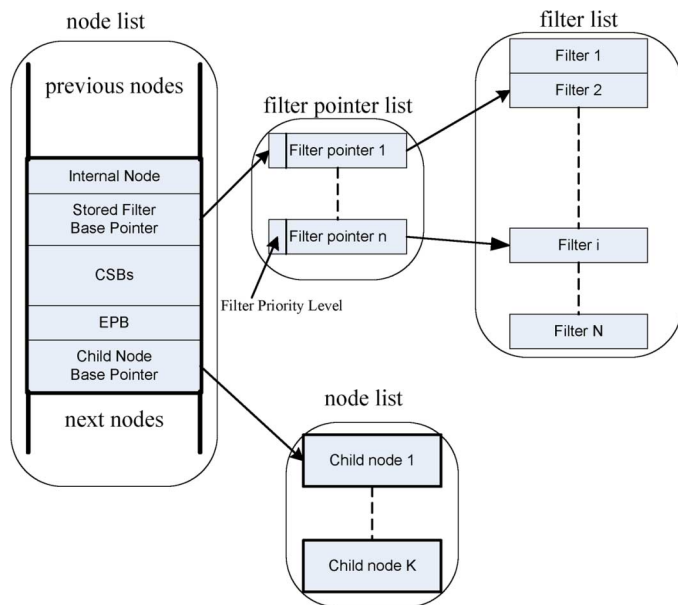 node list
previous nodes
Internal Node
Stored Filter
Base Pointer
CSBs
EPB
Child Node
Base Pointer
next nodes
filter pointer list
Filter pointer 1
Filter pointer n
Filter Priority Level
filter list
Filter 1
Filter 2
Filter i
Filter N
node list
Child node 1
Child node K